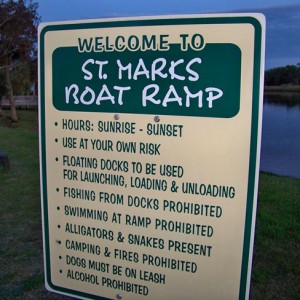 WELCOME TO
ST. MARKS
BOAT RAMP
• HOURS: SUNRISE - SUNSET
• USE AT YOUR OWN RISK
• FLOATING DOCKS TO BE USED
FOR LAUNCHING, LOADING & UNLOADING
• FISHING FROM DOCKS PROHIBITED
• SWIMMING AT RAMP PROHIBITED
• ALLIGATORS & SNAKES PRESENT
• CAMPING & FIRES PROHIBITED
• DOGS MUST BE ON LEASH
• ALCOHOL PROHIBITED